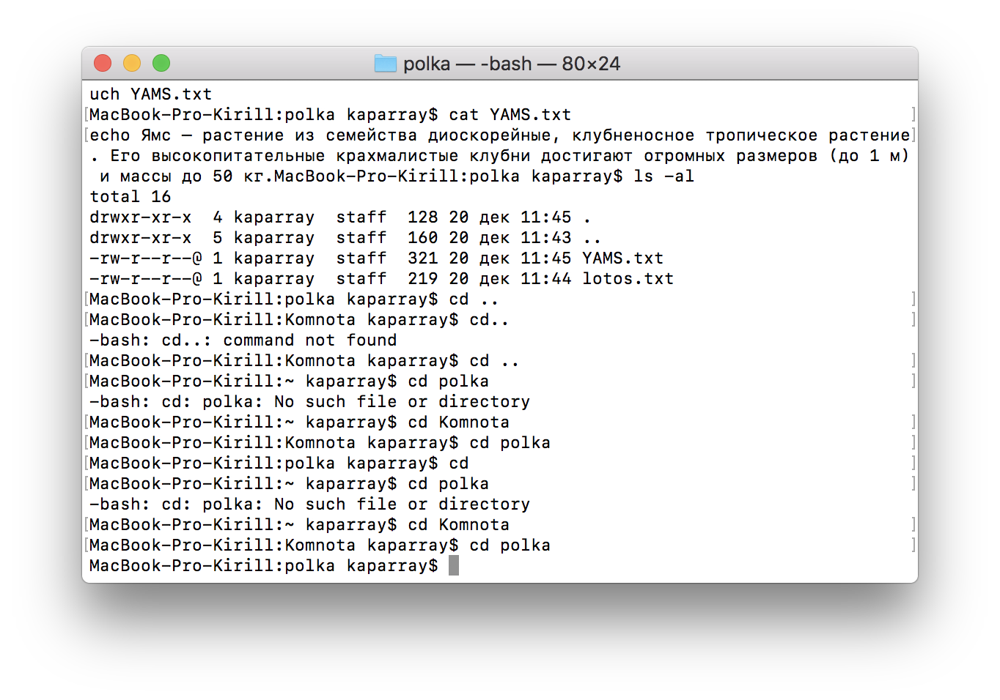 polka — -bash — 80×24
uch YAMS.txt
[MacBook-Pro-Kirill:polka kaparray$ cat YAMS.txt ]
[echo Ямс — растение из семейства диоскорейные, клубненосное тропическое растение]
. Его высокопитательные крахмалистые клубни достигают огромных размеров (до 1 м)
 и массы до 50 кг.MacBook-Pro-Kirill:polka kaparray$ ls -al
total 16
drwxr-xr-x  4 kaparray  staff  128 20 дек 11:45 .
drwxr-xr-x  5 kaparray  staff  160 20 дек 11:43 ..
-rw-r--r--@ 1 kaparray  staff  321 20 дек 11:45 YAMS.txt
-rw-r--r--@ 1 kaparray  staff  219 20 дек 11:44 lotos.txt
[MacBook-Pro-Kirill:polka kaparray$ cd .. ]
[MacBook-Pro-Kirill:Komnota kaparray$ cd.. ]
-bash: cd..: command not found
[MacBook-Pro-Kirill:Komnota kaparray$ cd .. ]
[MacBook-Pro-Kirill:~ kaparray$ cd polka ]
-bash: cd: polka: No such file or directory
[MacBook-Pro-Kirill:~ kaparray$ cd Komnota ]
[MacBook-Pro-Kirill:Komnota kaparray$ cd polka ]
[MacBook-Pro-Kirill:polka kaparray$ cd ]
[MacBook-Pro-Kirill:~ kaparray$ cd polka ]
-bash: cd: polka: No such file or directory
[MacBook-Pro-Kirill:~ kaparray$ cd Komnota ]
[MacBook-Pro-Kirill:Komnota kaparray$ cd polka ]
MacBook-Pro-Kirill:polka kaparray$